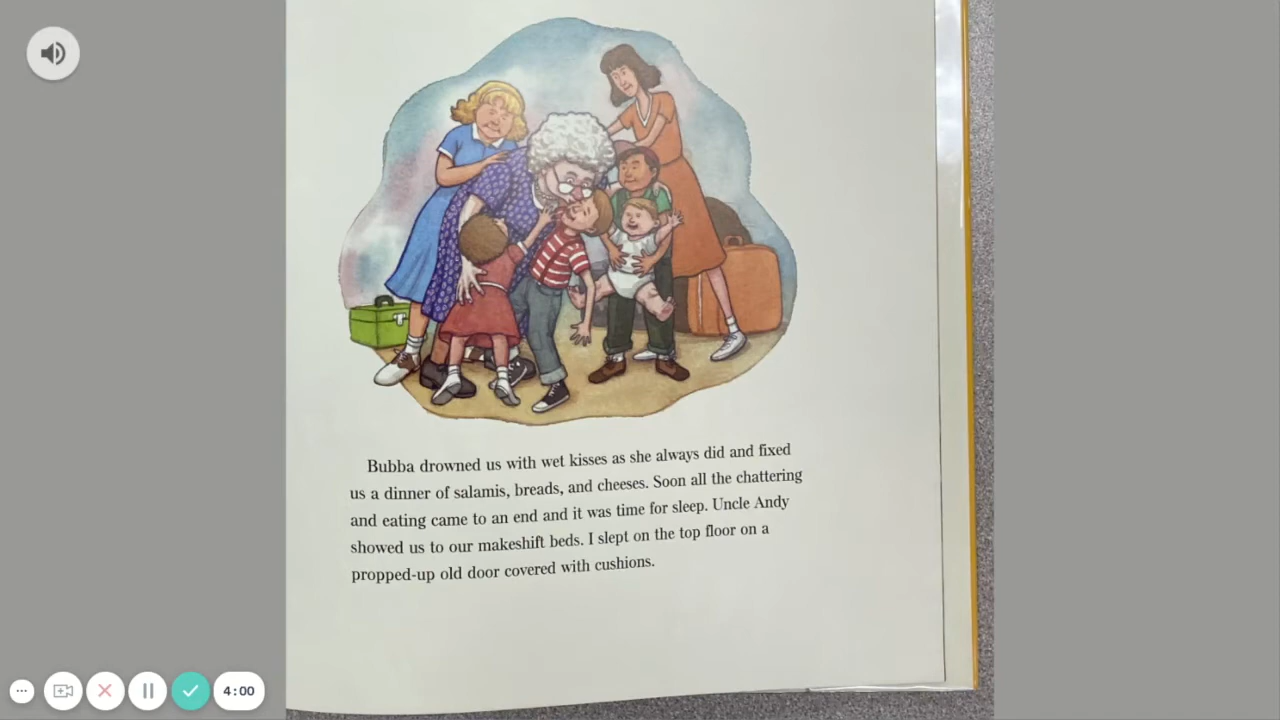 Bubba drowned us with wet kisses as she always did and fixed
us a dinner of salamis, breads, and cheeses. Soon all the chattering
and eating came to an end and it was time for sleep. Uncle Andy
showed us to our makeshift beds. I slept on the top floor on a
propped-up old door covered with cushions.
4:00